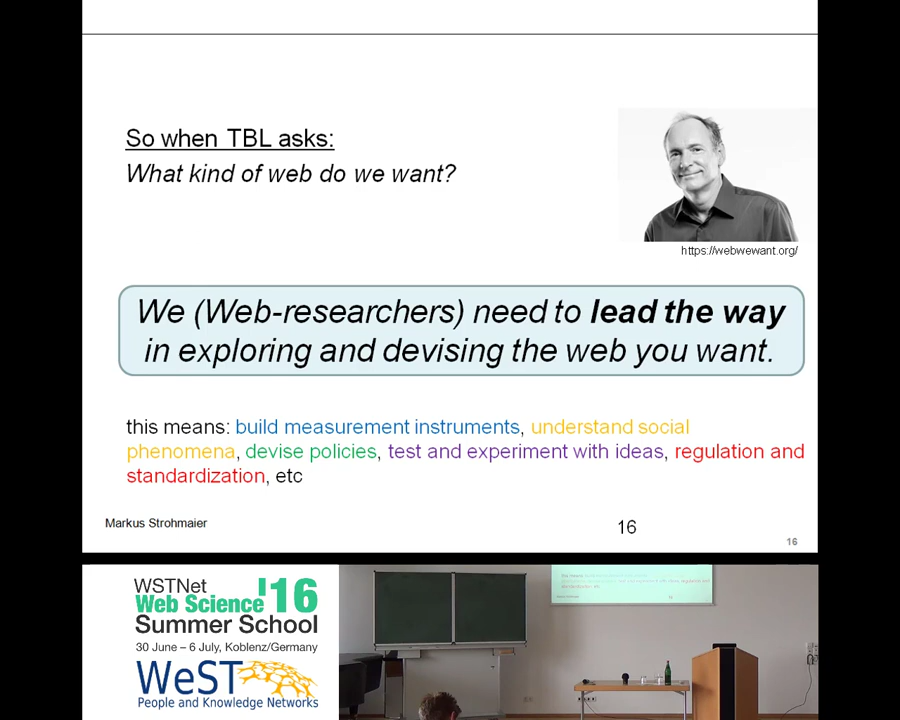 So when TBL asks:
What kind of web do we want?
https://webwewant.org/
We (Web-researchers) need to lead the way
in exploring and devising the web you want.
this means: build measurement instruments, understand social
phenomena, devise policies, test and experiment with ideas, regulation and
standardization, etc
Markus Strohmaier
16
16
WSTNet
Web Science '16
Summer School
30 June – 6 July, Koblenz/Germany
WeST
People and Knowledge Networks